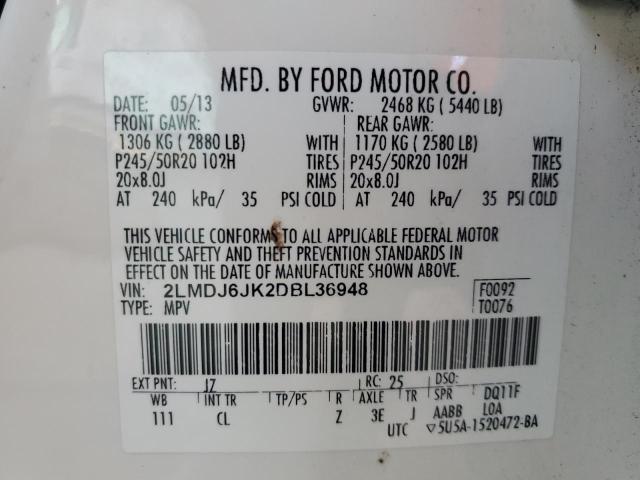 MFD. BY FORD MOTOR CO.
DATE: 05/13 GVWR: 2468 KG ( 5440 LB)
FRONT GAWR: REAR GAWR:
1306 KG ( 2880 LB) WITH 1170 KG ( 2580 LB) WITH
P245/50R20 102H TIRES P245/50R20 102H TIRES
20x8.0J RIMS 20x8.0J RIMS
AT 240 kPa/ 35 PSI COLD AT 240 kPa/ 35 PSI COLD
THIS VEHICLE CONFORMS TO ALL APPLICABLE FEDERAL MOTOR
VEHICLE SAFETY AND THEFT PREVENTION STANDARDS IN
EFFECT ON THE DATE OF MANUFACTURE SHOWN ABOVE.
VIN: 2LMDJ6JK2DBL36948 F0092
TYPE: MPV T0076
EXT PNT: JZ RC: 25 DSO:
WB INT TR TP/PS R AXLE TR SPR DQ11F
111 CL Z 3E J AABB L0A
UTC ▽5U5A-1520472-BA